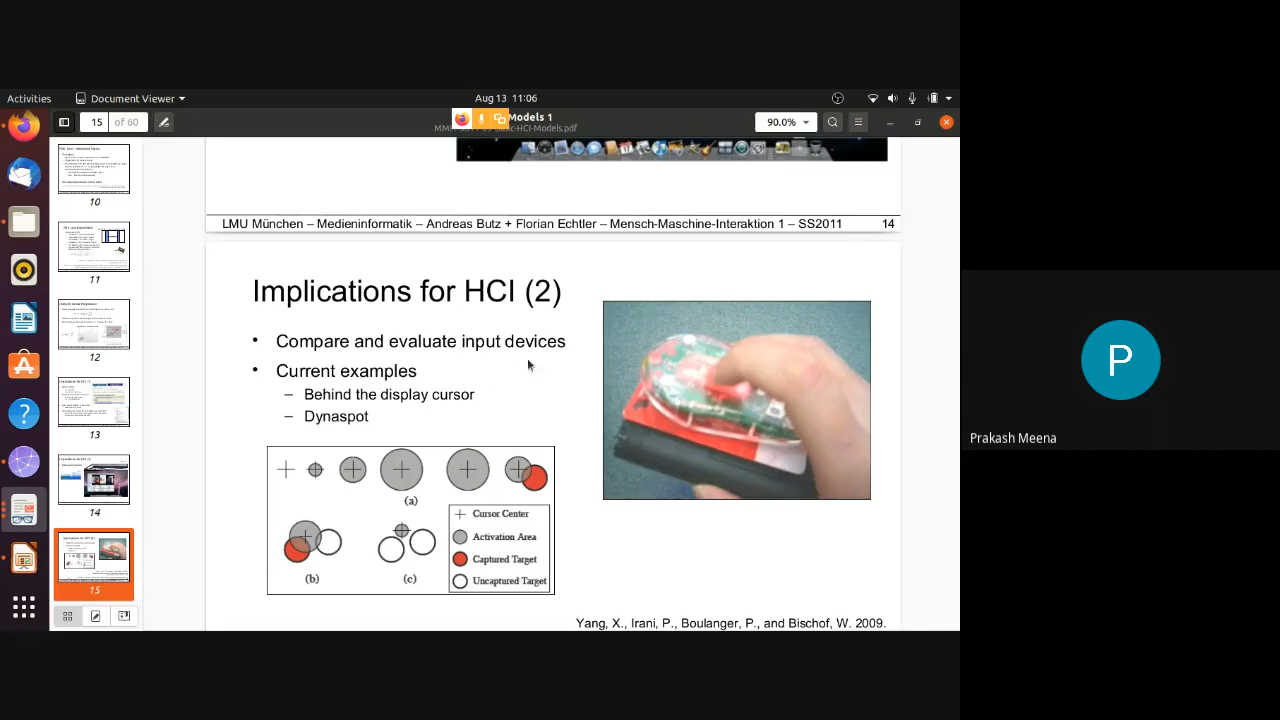 Activities
Document Viewer
Aug 13 11:06
15
of 60
Models 1
90.0%
10
11
12
13
14
15
LMU München – Medieninformatik – Andreas Butz + Florian Echtler – Mensch-Maschine-Interaktion 1 – SS2011
14
Implications for HCI (2)
• Compare and evaluate input devices
• Current examples
– Behind the display cursor
– Dynaspot
(a)
(b)
(c)
Cursor Center
Activation Area
Captured Target
Uncaptured Target
Yang, X., Irani, P., Boulanger, P., and Bischof, W. 2009.
P
Prakash Meena